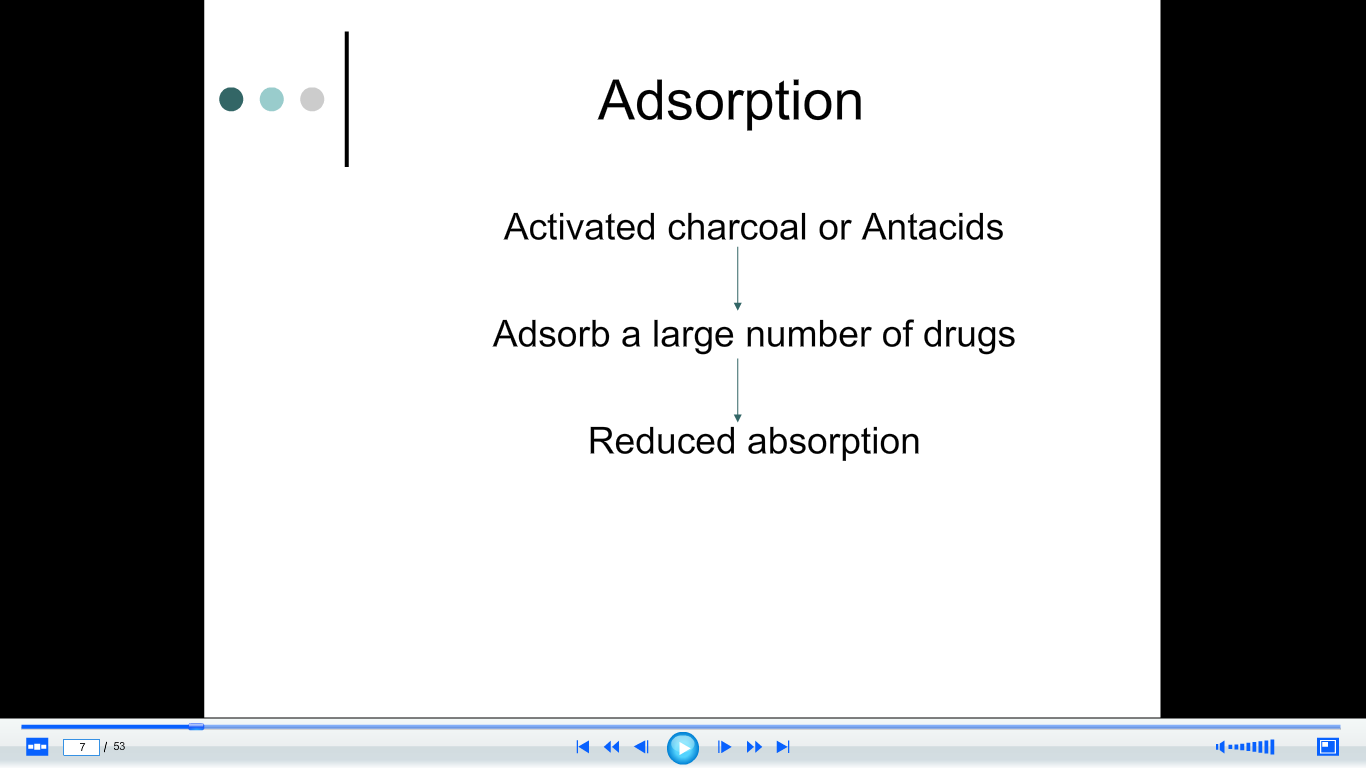 Adsorption
Activated charcoal or Antacids
Adsorb a large number of drugs
Reduced absorption
7 / 53